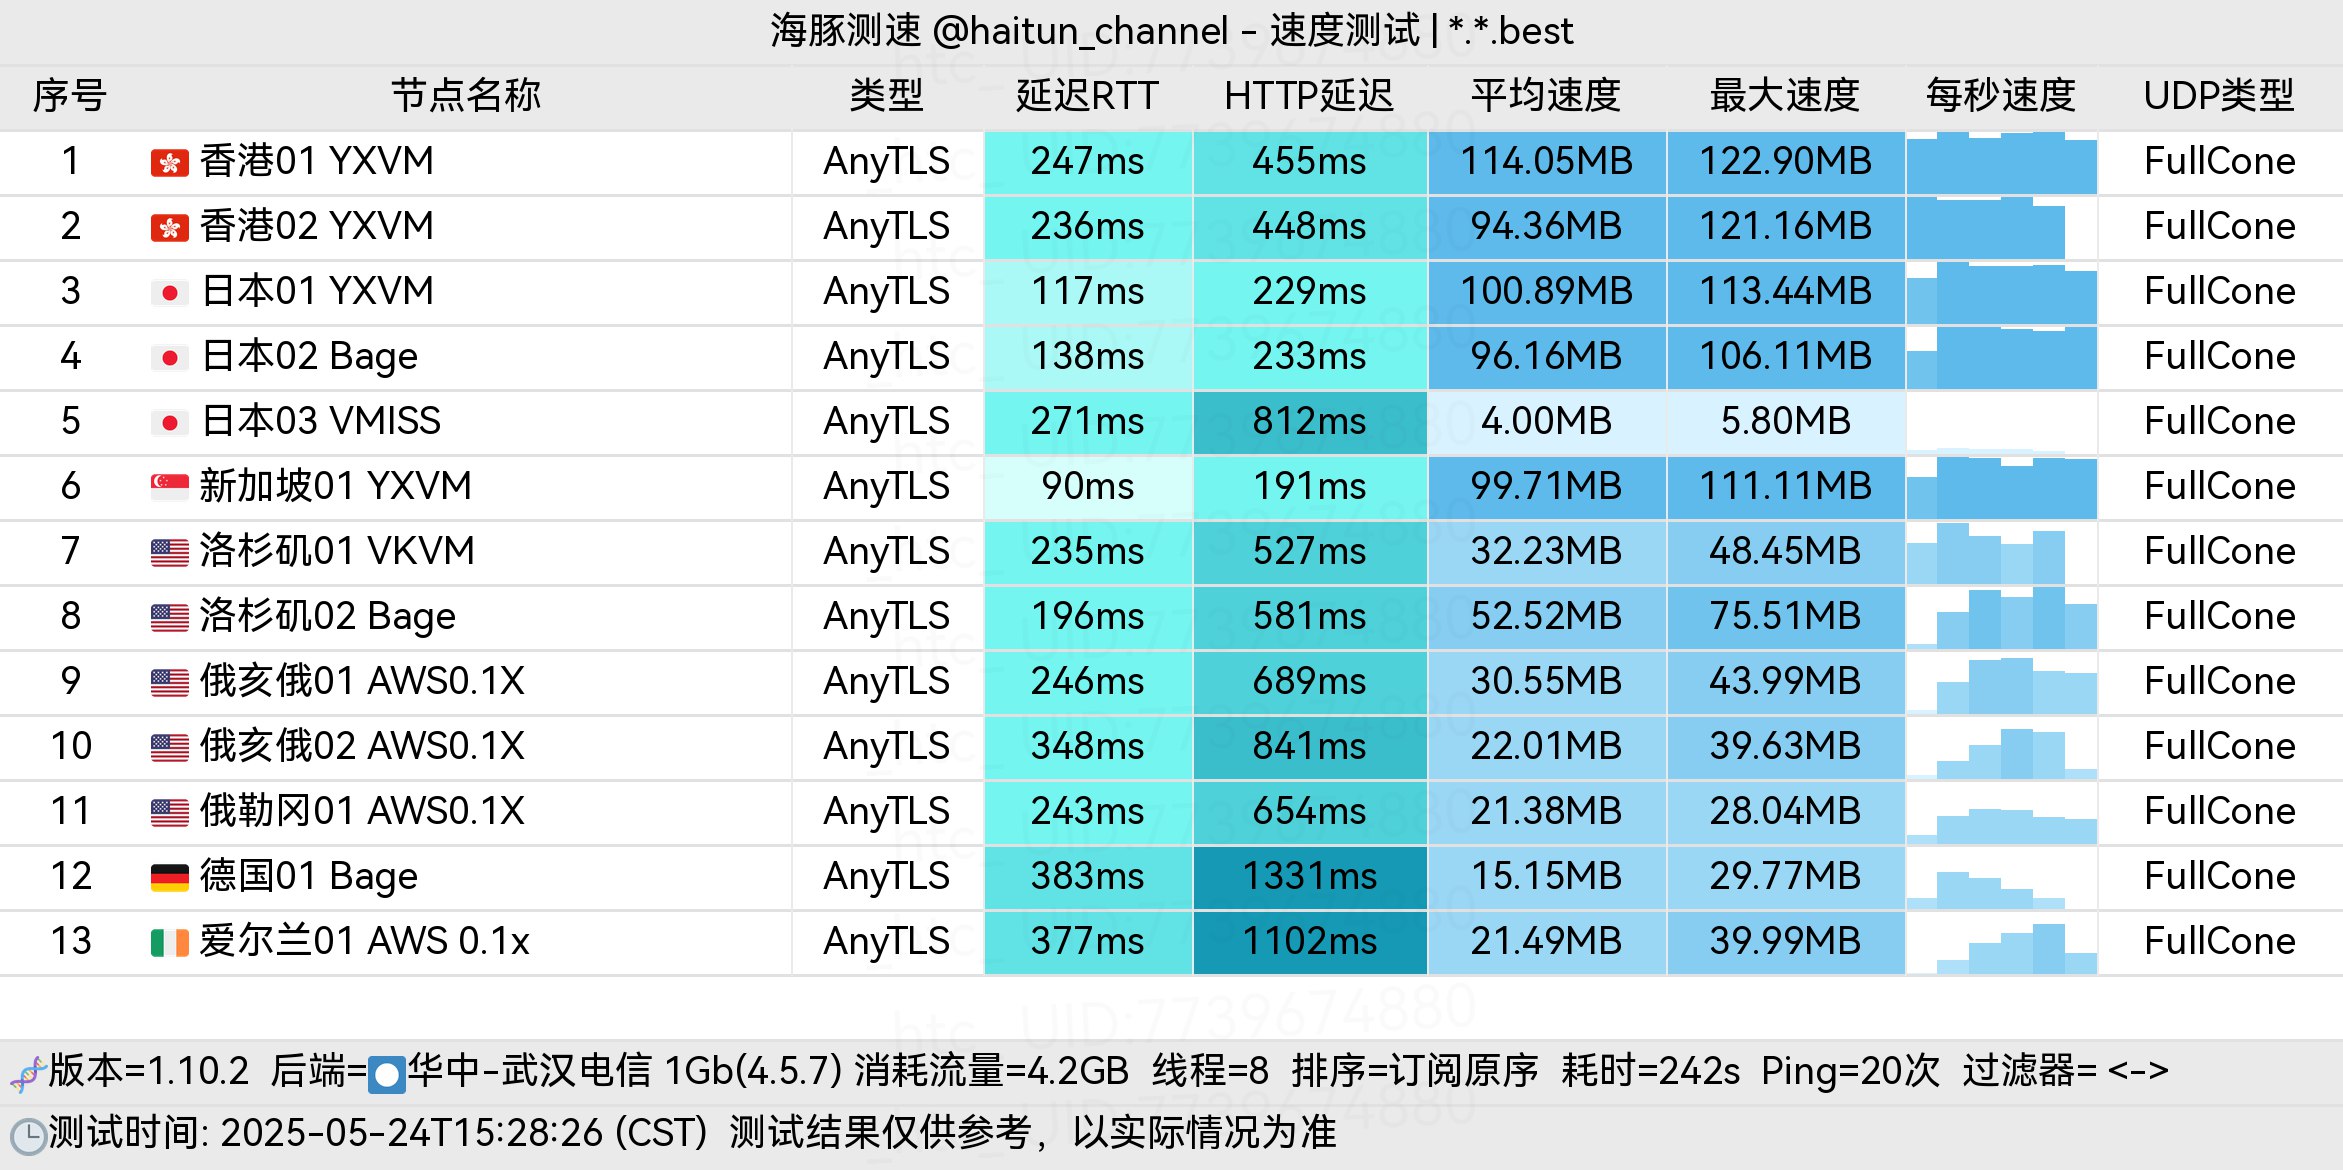 海豚测速 @haitun_channel - 速度测试 | *.*.best
序号 节点名称 类型 延迟RTT HTTP延迟 平均速度 最大速度 每秒速度 UDP类型
1 香港01 YXVM AnyTLS 247ms 455ms 114.05MB 122.90MB FullCone
2 香港02 YXVM AnyTLS 236ms 448ms 94.36MB 121.16MB FullCone
3 日本01 YXVM AnyTLS 117ms 229ms 100.89MB 113.44MB FullCone
4 日本02 Bage AnyTLS 138ms 233ms 96.16MB 106.11MB FullCone
5 日本03 VMISS AnyTLS 271ms 812ms 4.00MB 5.80MB FullCone
6 新加坡01 YXVM AnyTLS 90ms 191ms 99.71MB 111.11MB FullCone
7 洛杉矶01 VKVM AnyTLS 235ms 527ms 32.23MB 48.45MB FullCone
8 洛杉矶02 Bage AnyTLS 196ms 581ms 52.52MB 75.51MB FullCone
9 俄亥俄01 AWS0.1X AnyTLS 246ms 689ms 30.55MB 43.99MB FullCone
10 俄亥俄02 AWS0.1X AnyTLS 348ms 841ms 22.01MB 39.63MB FullCone
11 俄勒冈01 AWS0.1X AnyTLS 243ms 654ms 21.38MB 28.04MB FullCone
12 德国01 Bage AnyTLS 383ms 1331ms 15.15MB 29.77MB FullCone
13 爱尔兰01 AWS 0.1x AnyTLS 377ms 1102ms 21.49MB 39.99MB FullCone
htc_ UID:7739674880
版本=1.10.2 后端=华中-武汉电信 1Gb(4.5.7) 消耗流量=4.2GB 线程=8 排序=订阅原序 耗时=242s Ping=20次 过滤器= <->
测试时间: 2025-05-24T15:28:26 (CST) 测试结果仅供参考，以实际情况为准